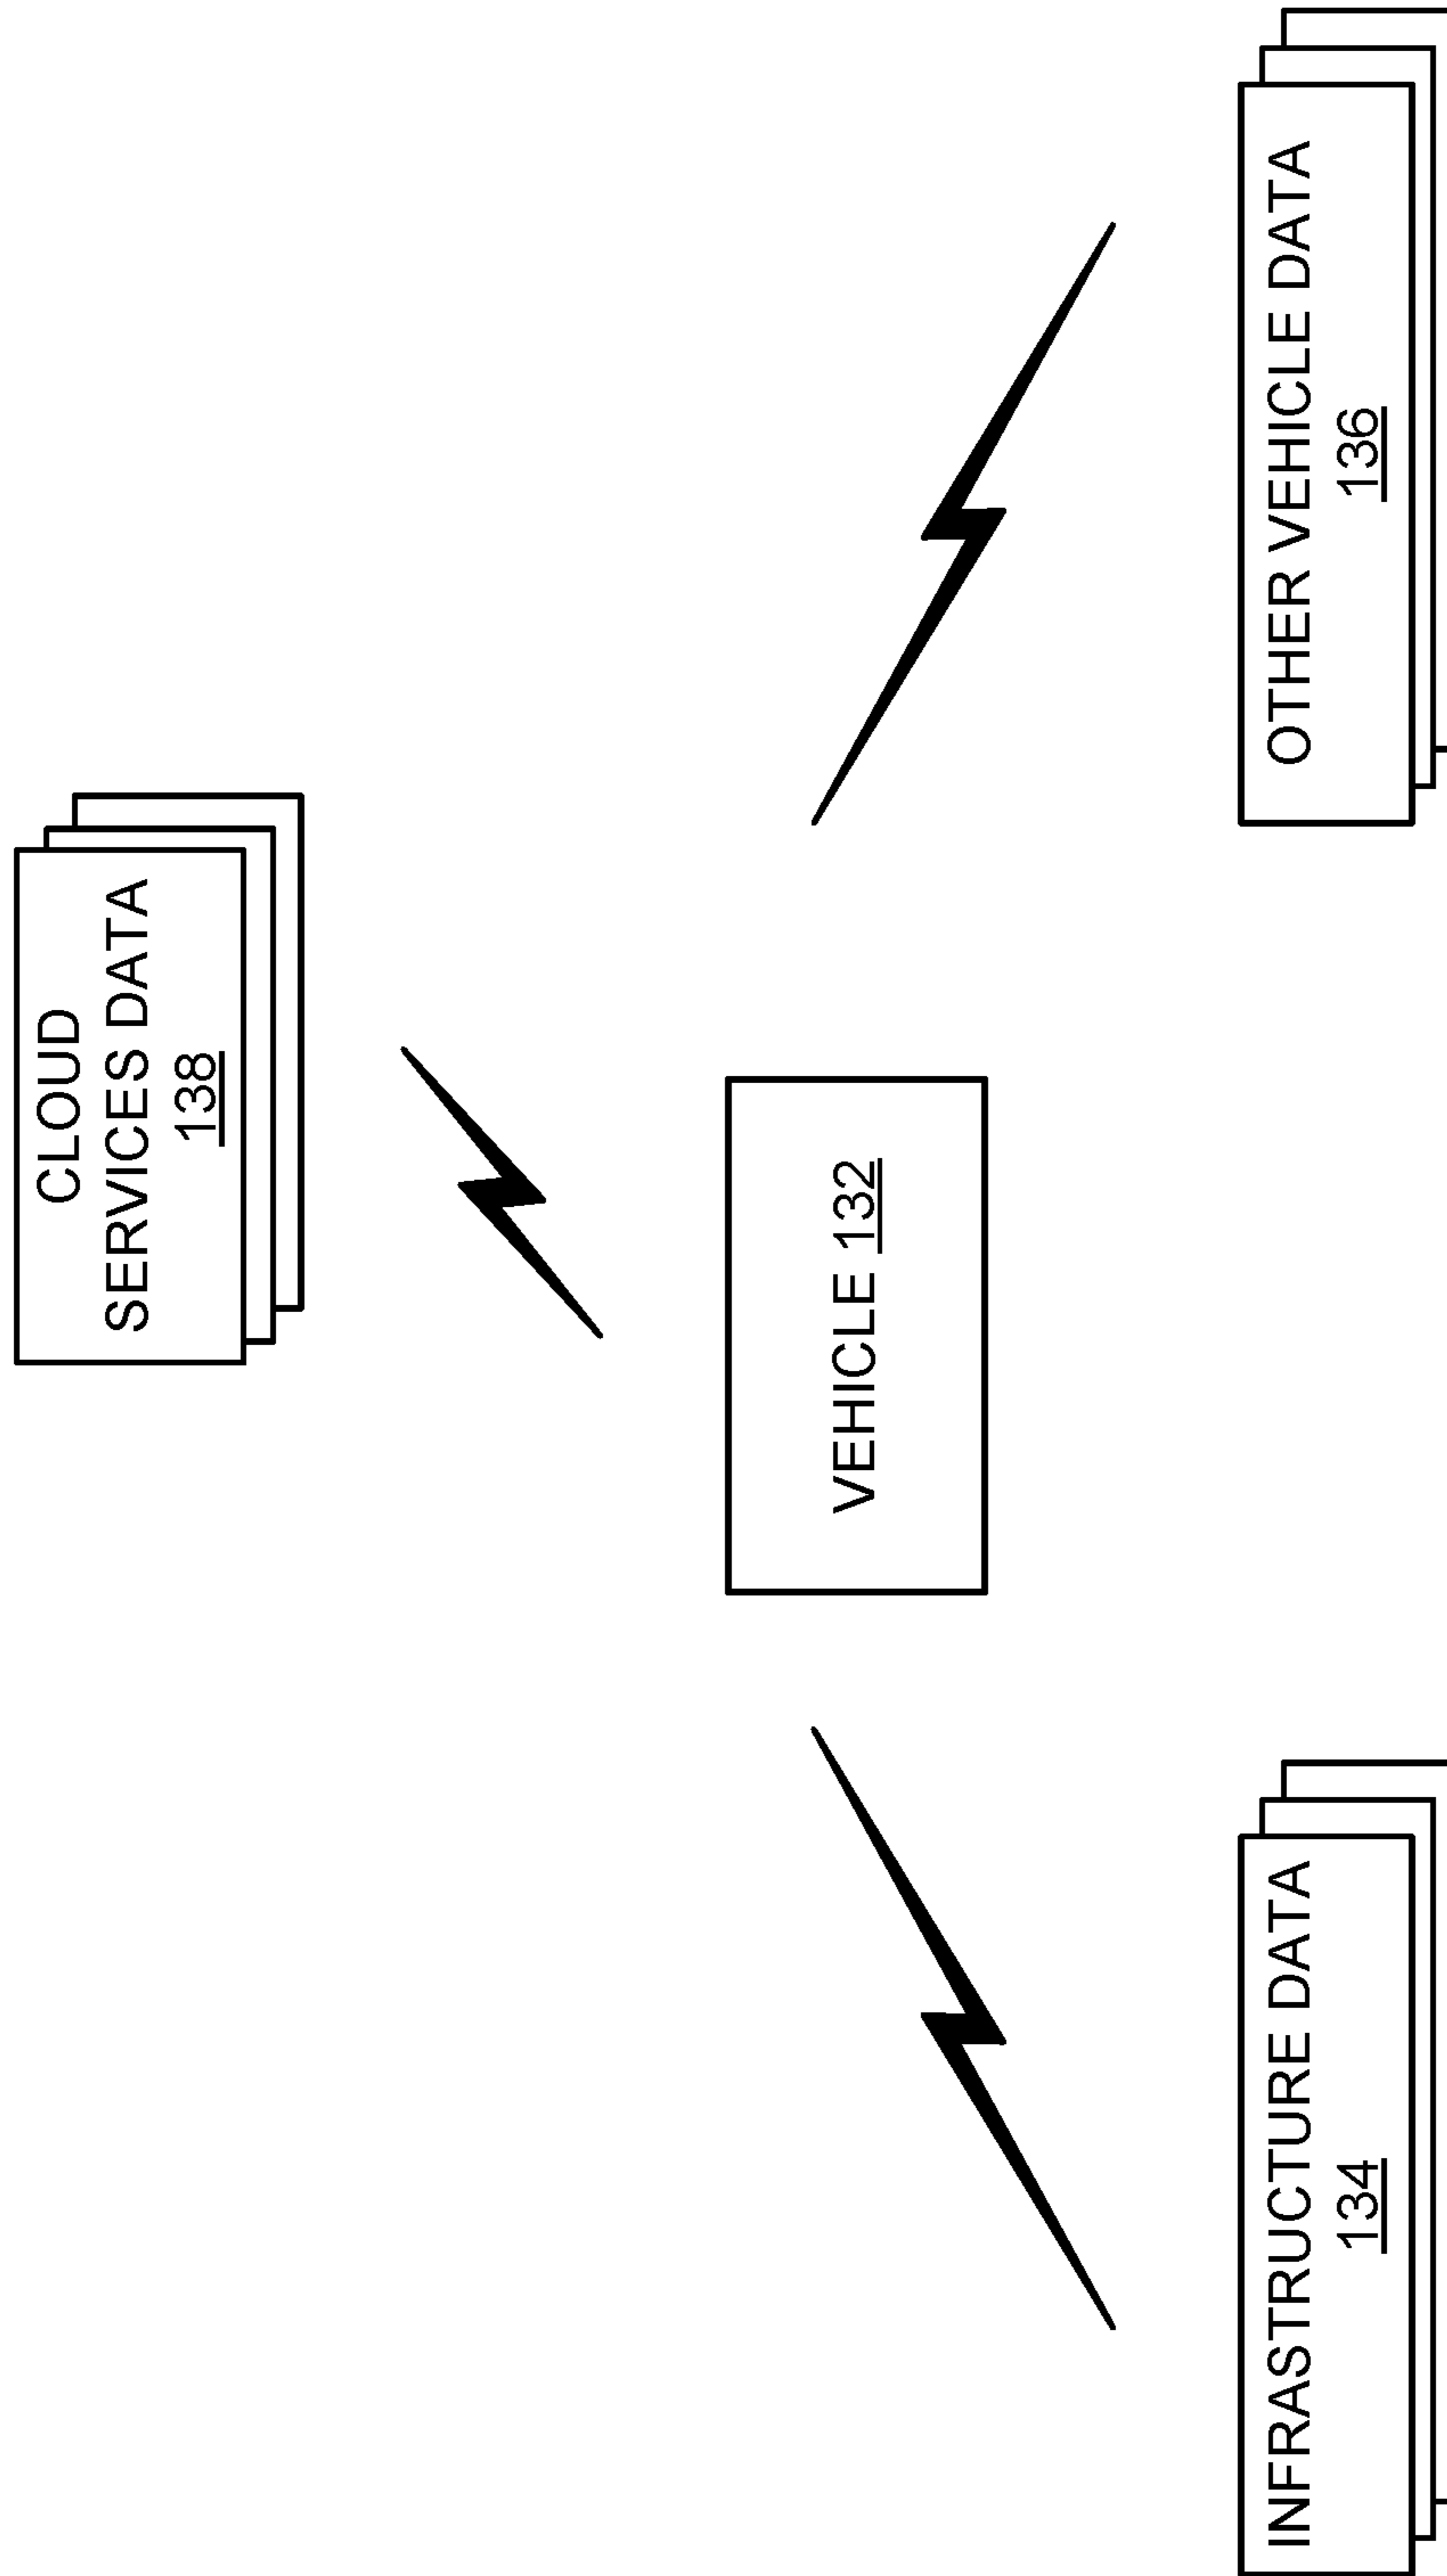 CLOUD
SERVICES DATA
138
VEHICLE 132
INFRASTRUCTURE DATA
134
OTHER VEHICLE DATA
136